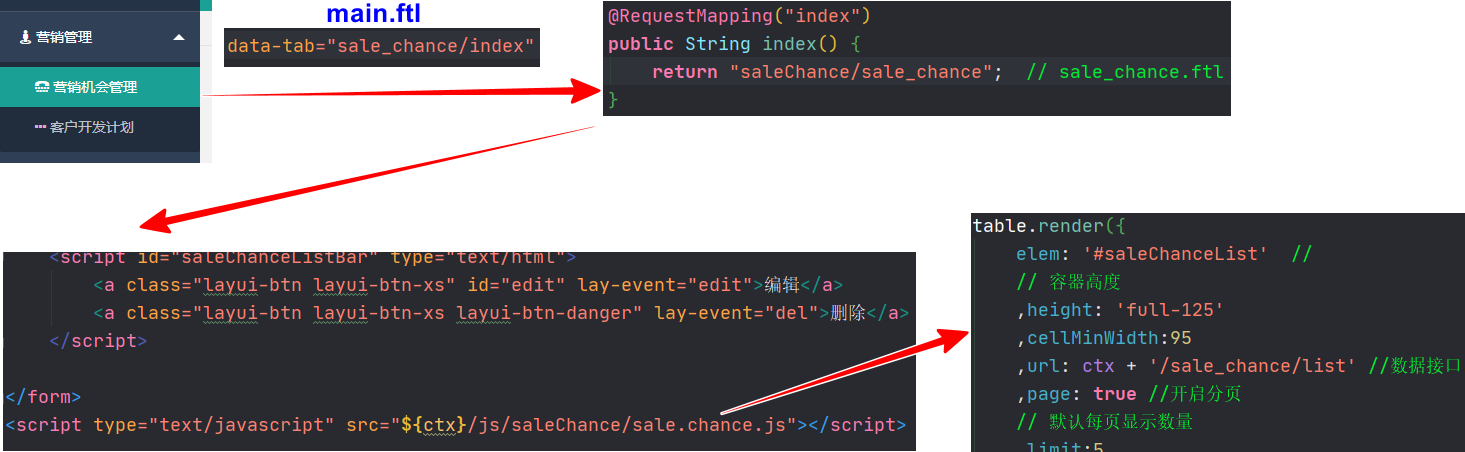 main.ftl
营销管理
data-tab="sale_chance/index"
营销机会管理
客户开发计划
@RequestMapping("index")
public String index() {
return "saleChance/sale_chance"; // sale_chance.ftl
}
<script id="saleChanceListBar" type="text/html">
<a class="layui-btn layui-btn-xs" id="edit" lay-event="edit">编辑</a>
<a class="layui-btn layui-btn-xs layui-btn-danger" lay-event="del">删除</a>
</script>
</form>
<script type="text/javascript" src="${ctx}/js/saleChance/sale.chance.js"></script>
table.render({
elem: '#saleChanceList' //
// 容器高度
,height: 'full-125'
,cellMinWidth:95
,url: ctx + '/sale_chance/list' //数据接口
,page: true //开启分页
// 默认每页显示数量
,limit:5